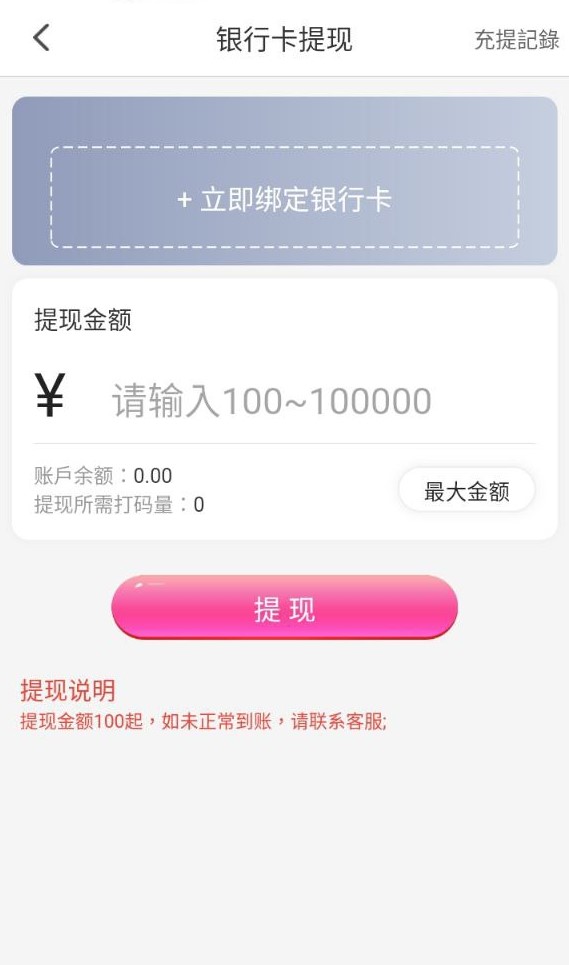 银行卡提现
充提記錄
+ 立即绑定银行卡
提现金额
¥ 请输入100~100000
账戶余额：0.00
提现所需打码量：0
最大金额
提 现
提现说明
提现金额100起，如未正常到账，请联系客服;